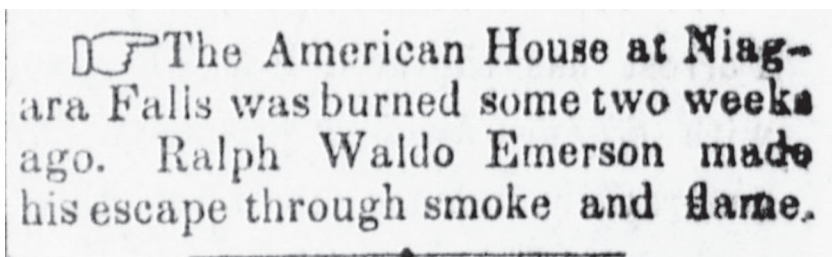 ☞The American House at Niag-
ara Falls was burned some two weeks
ago. Ralph Waldo Emerson made
his escape through smoke and flame.